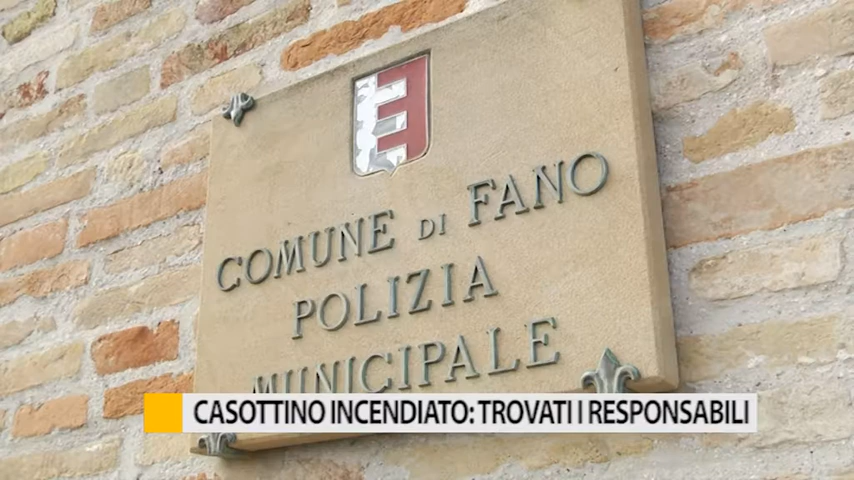 COMUNE DI FANO
POLIZIA
MUNICIPALE
CASOTTINO INCENDIATO: TROVATI I RESPONSABILI